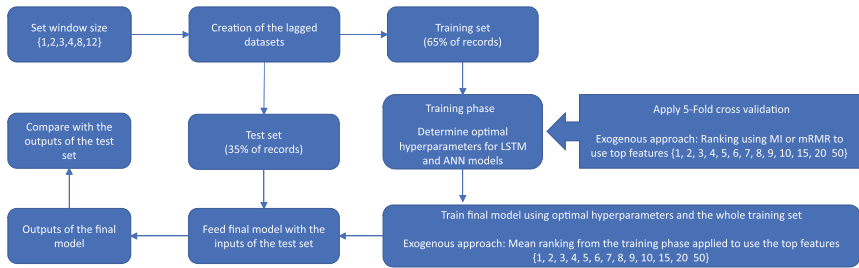 Set window size
{1,2,3,4,8,12}
Creation of the lagged
datasets
Training set
(65% of records)
Training phase
Determine optimal
hyperparameters for LSTM
and ANN models
Apply 5-Fold cross validation
Exogenous approach: Ranking using MI or mRMR to
use top features {1, 2, 3, 4, 5, 6, 7, 8, 9, 10, 15, 20 50}
Compare with the
outputs of the test
set
Test set
(35% of records)
Outputs of the final
model
Feed final model with the
inputs of the test set
Train final model using optimal hyperparameters and the whole training set
Exogenous approach: Mean ranking from the training phase applied to use the top features
{1, 2, 3, 4, 5, 6, 7, 8, 9, 10, 15, 20 50}